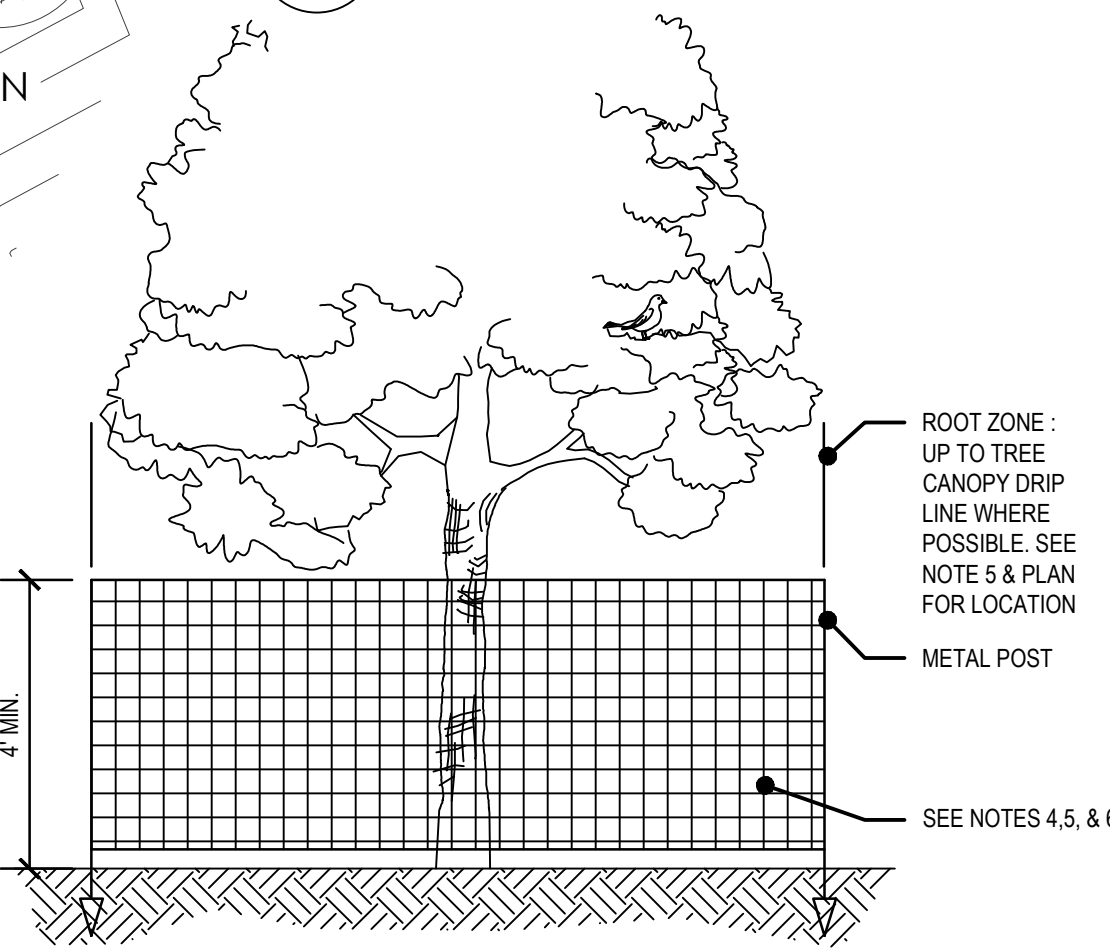 N
ROOT ZONE :
UP TO TREE
CANOPY DRIP
LINE WHERE
POSSIBLE. SEE
NOTE 5 & PLAN
FOR LOCATION
METAL POST
4' MIN.
SEE NOTES 4,5, & 6